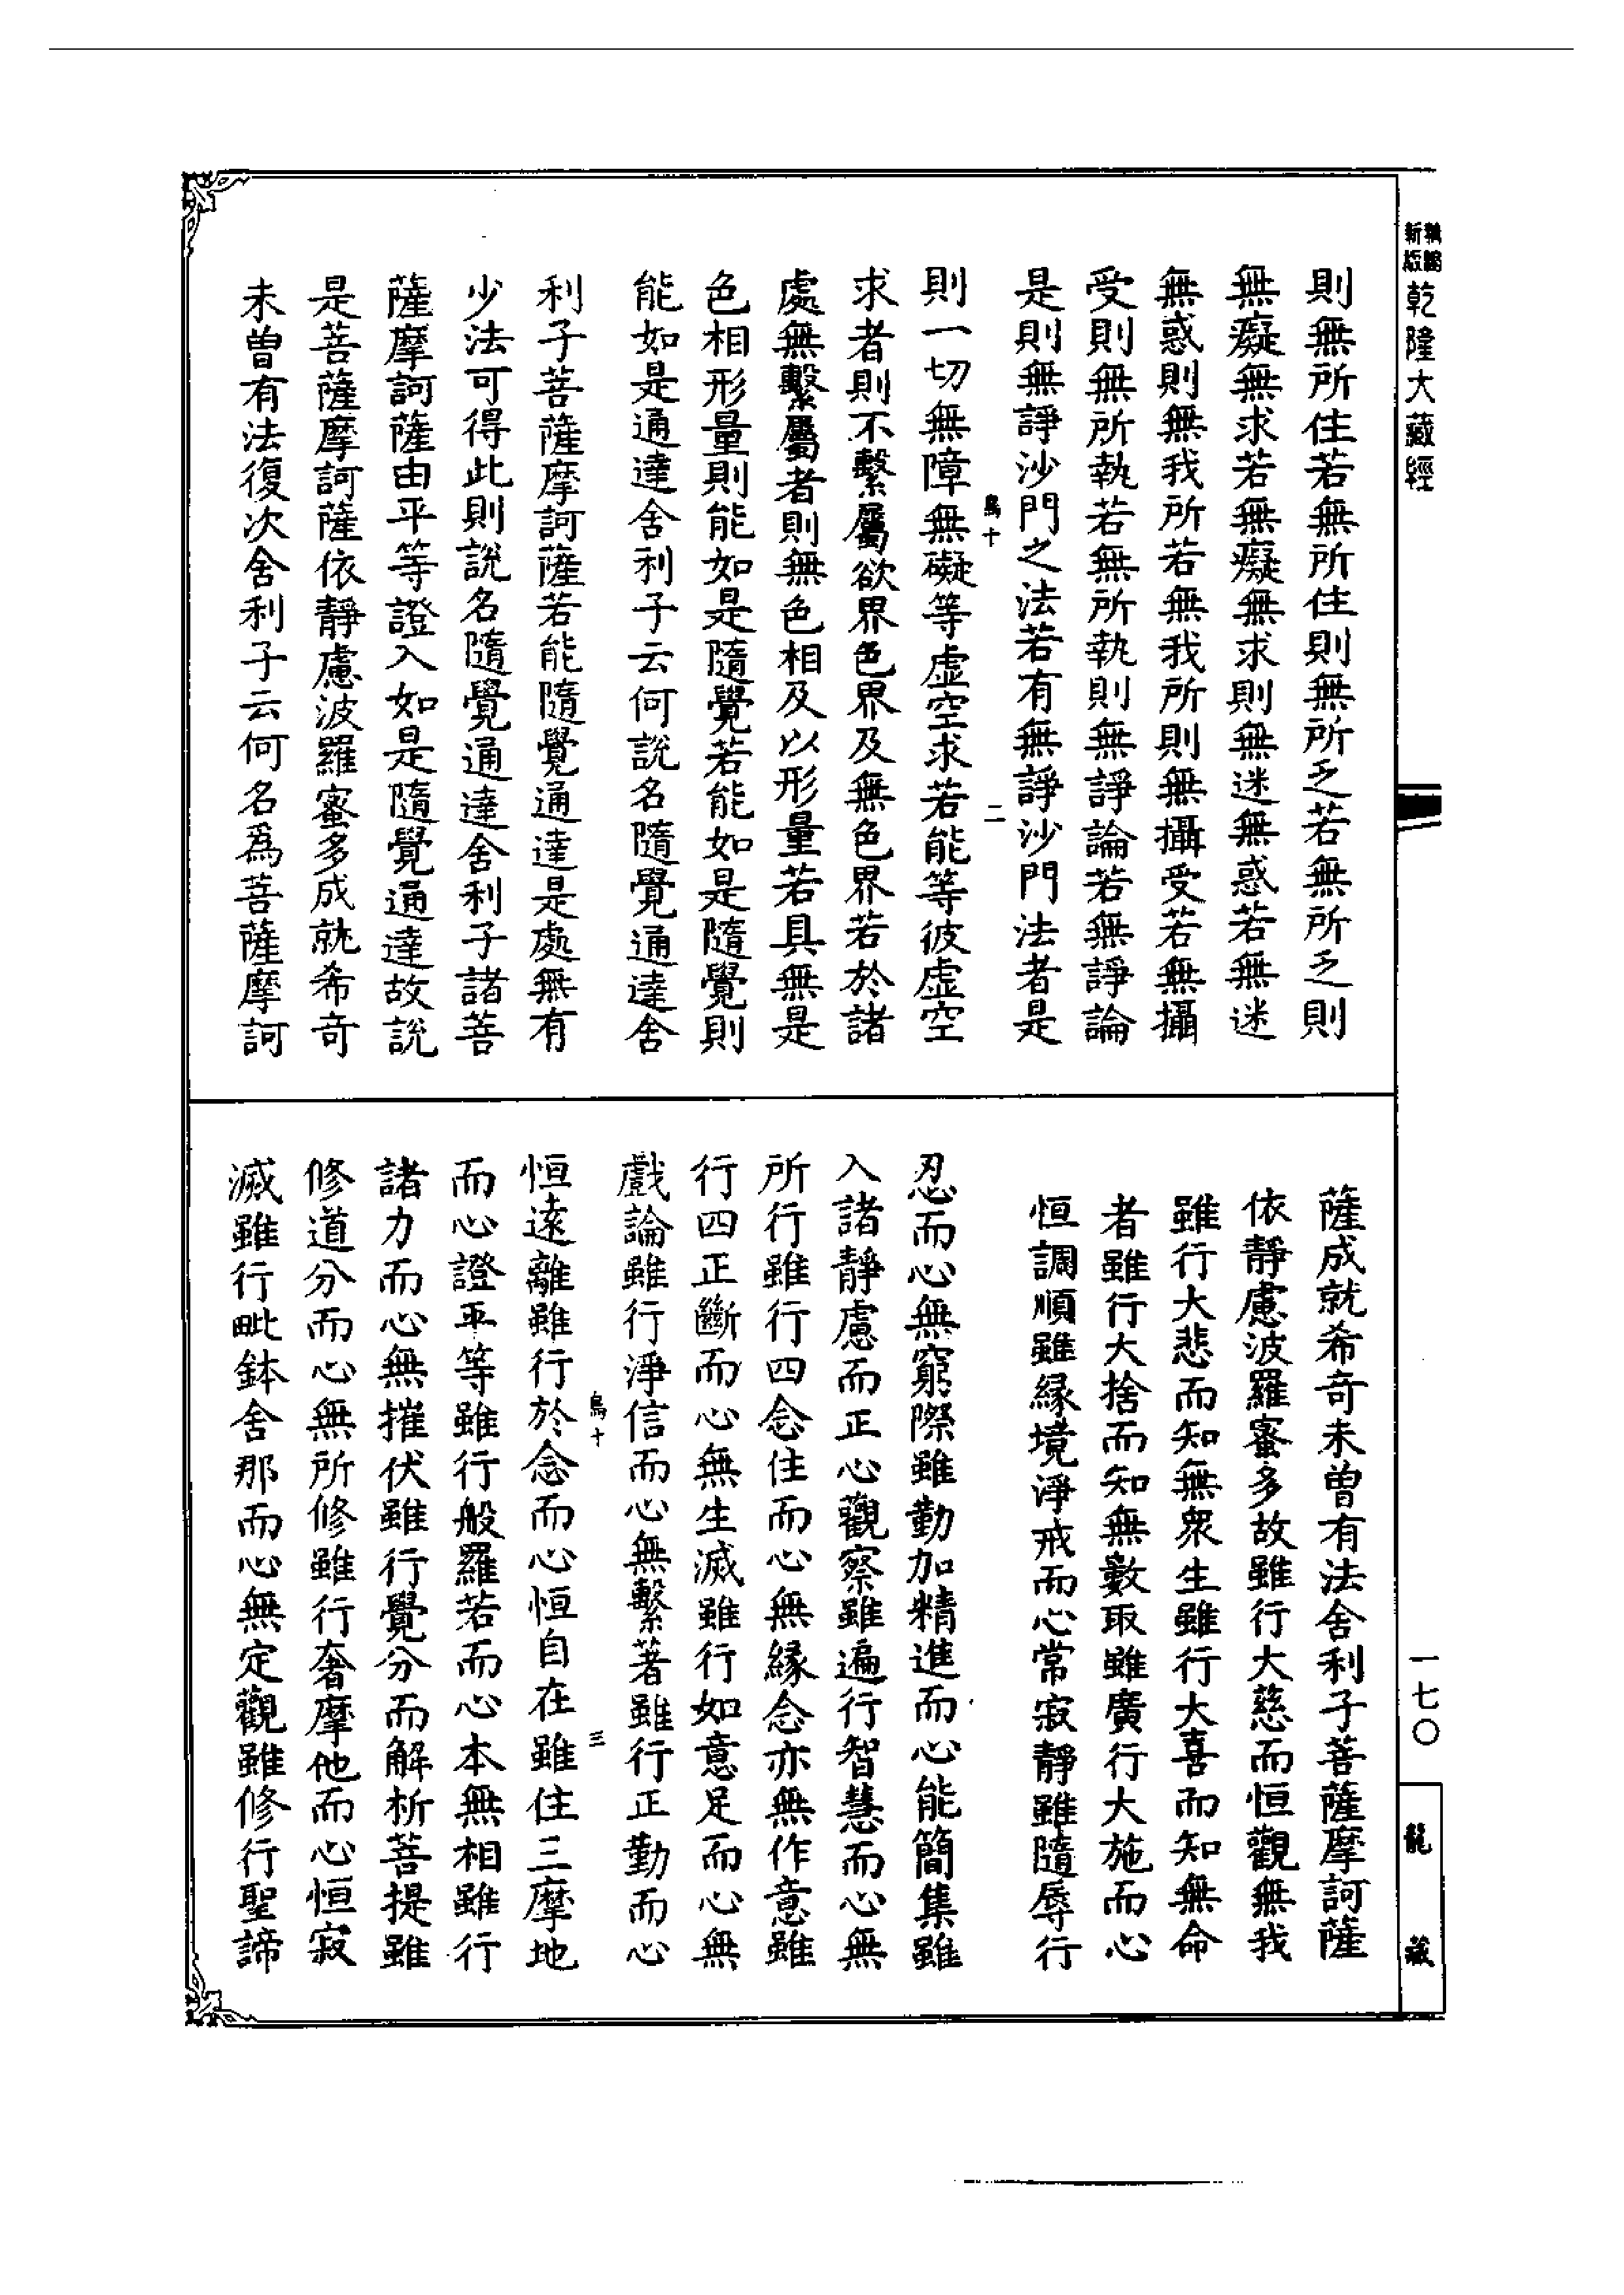 新版
乾隆大藏經
則無所住若無所住則無所乏若無所乏則
無癡無求若無癡無求則無迷無惑若無迷
無惑則無我所若無我所則無攝受若無攝
受則無所執若無所執則無諍論若無諍論
是則無諍沙門之法若有無諍沙門法者是
鳥十
二
則一切無障無礙等虛空求若能等彼虛空
求者則不繫屬欲界色界及無色界若於諸
處無繫屬者則無色相及以形量若具無是
色相形量則能如是隨覺若能如是隨覺則
能如是通達舍利子云何說名隨覺通達舍
利子菩薩摩訶薩若能隨覺通達是處無有
少法可得此則說名隨覺通達舍利子諸菩
薩摩訶薩由平等證入如是隨覺通達故說
是菩薩摩訶薩依靜慮波羅蜜多成就希奇
未曾有法復次舍利子云何名為菩薩摩訶
薩成就希奇未曾有法舍利子菩薩摩訶薩
依靜慮波羅蜜多故雖行大慈而恒觀無我
雖行大悲而知無衆生雖行大喜而知無命
者雖行大捨而知無數取雖廣行大施而心
恒調順雖緣境淨戒而心常寂靜雖隨辱行
忍而心無窮際雖勤加精進而心能簡集雖
入諸靜慮而正心觀察雖遍行智慧而心無
所行雖行四念住而心無緣念亦無作意雖
行四正斷而心無生滅雖行如意足而心無
戲論雖行淨信而心無繫著雖行正勤而心
鳥十
三
恒遠離雖行於念而心恒自在雖住三摩地
而心證平等雖行般羅若而心本無相雖行
諸力而心無摧伏雖行覺分而解析菩提雖
修道分而心無所修雖行奢摩他而心恒寂
滅雖行毗鉢舍那而心無定觀雖修行聖諦
一七〇
龍藏